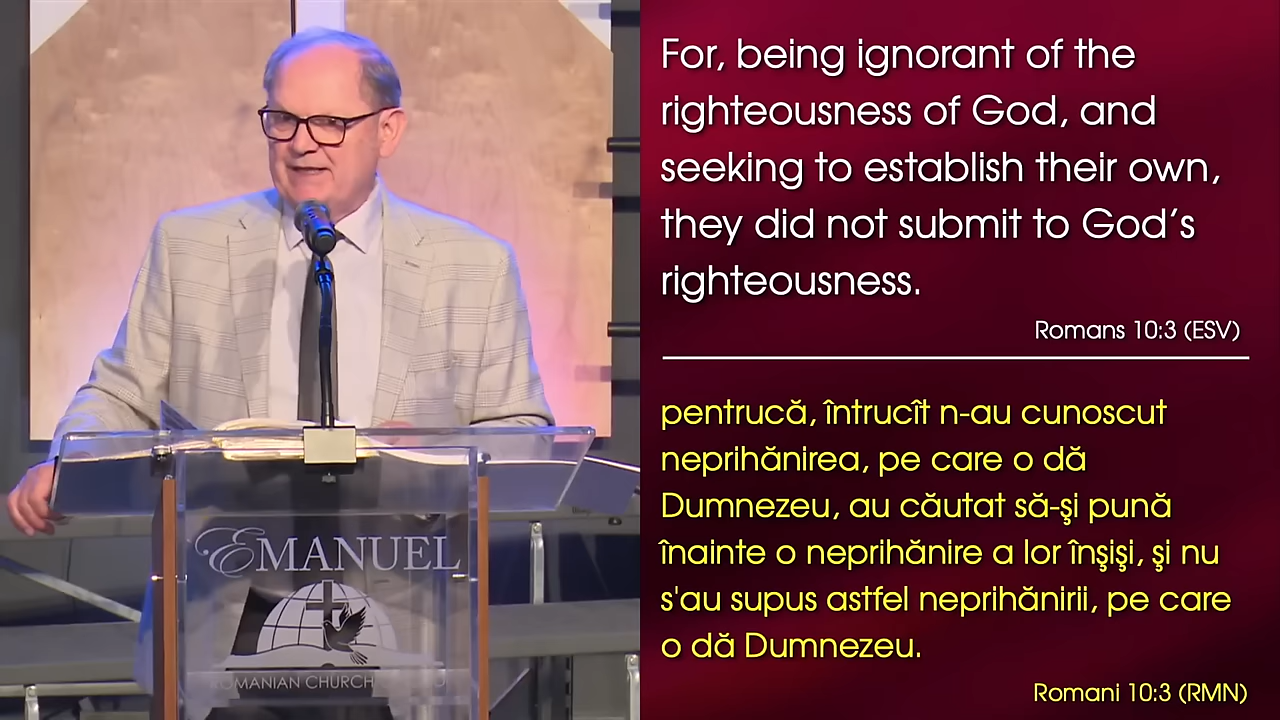 For, being ignorant of the
righteousness of God, and
seeking to establish their own,
they did not submit to God’s
righteousness.
Romans 10:3 (ESV)
pentrucă, întrucît n-au cunoscut
neprihănirea, pe care o dă
Dumnezeu, au căutat să-şi pună
înainte o neprihănire a lor înşişi, şi nu
s'au supus astfel neprihănirii, pe care
o dă Dumnezeu.
Romani 10:3 (RMN)
EMANUEL
ROMANIAN CHURCH